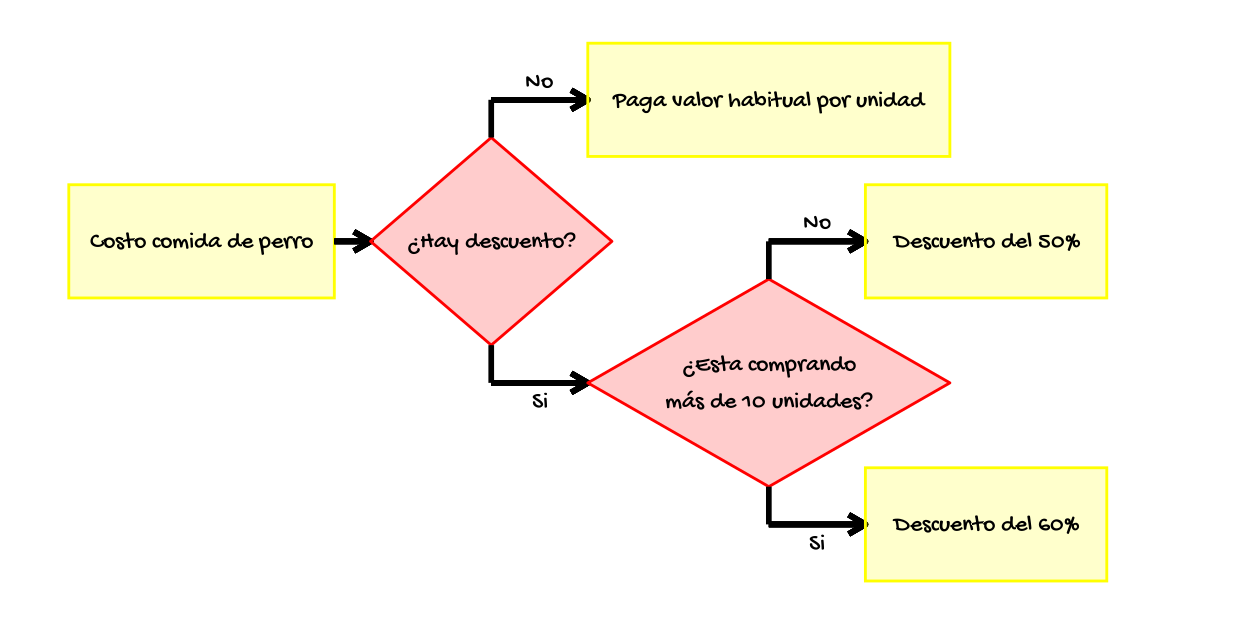 No
Paga valor habitual por unidad
Costo comida de perro
¿Hay descuento?
No
Descuento del 50%
¿Esta comprando
más de 10 unidades?
Si
Descuento del 60%
Si